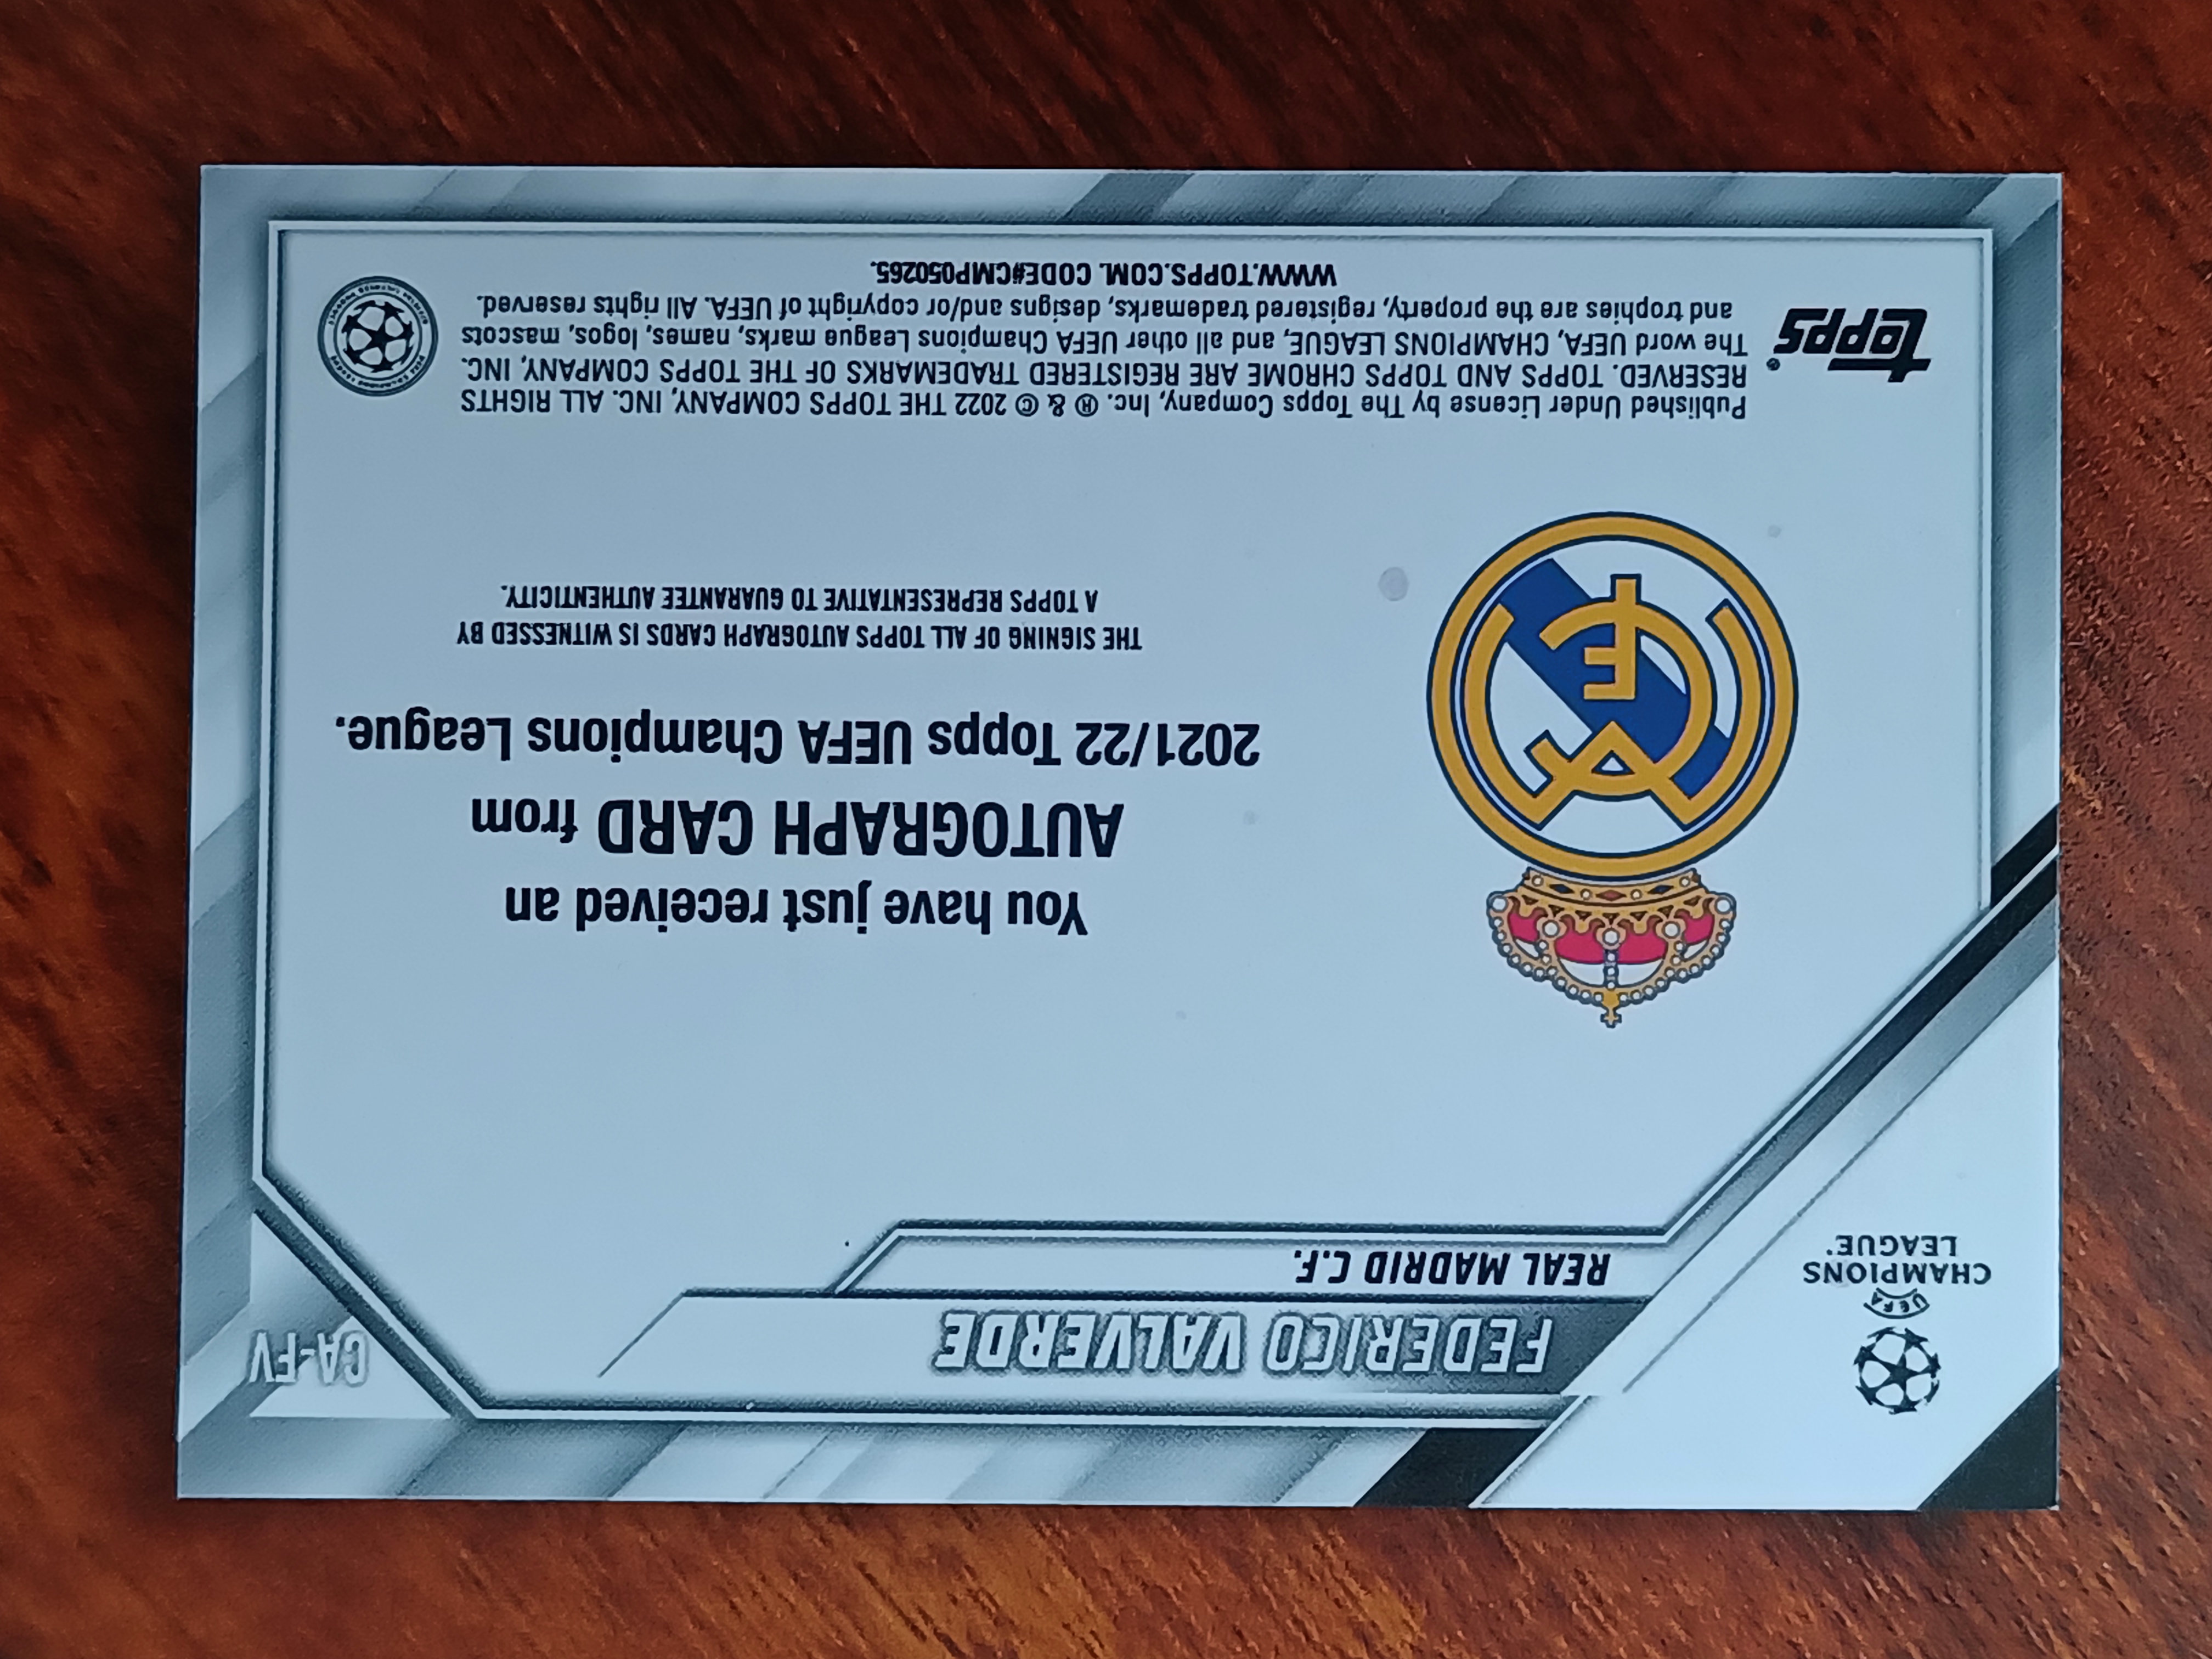 UEFA
CHAMPIONS
LEAGUE®
FEDERICO VALVERDE
REAL MADRID C.F.
CA-FV
You have just received an
AUTOGRAPH CARD from
2021/22 Topps UEFA Champions League.
THE SIGNING OF ALL TOPPS AUTOGRAPH CARDS IS WITNESSED BY
A TOPPS REPRESENTATIVE TO GUARANTEE AUTHENTICITY.
topps®
Published Under License by The Topps Company, Inc. ® & © 2022 THE TOPPS COMPANY, INC. ALL RIGHTS
RESERVED. TOPPS AND TOPPS CHROME ARE REGISTERED TRADEMARKS OF THE TOPPS COMPANY, INC.
The word UEFA, CHAMPIONS LEAGUE, and all other UEFA Champions League marks, names, logos, mascots
and trophies are the property, registered trademarks, designs and/or copyright of UEFA. All rights reserved.
WWW.TOPPS.COM. CODE#CMP050265.